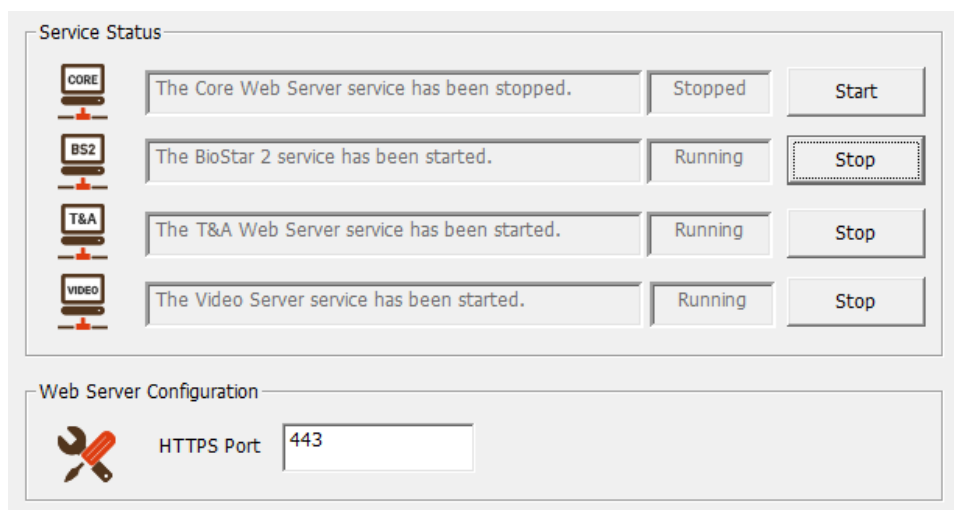 Service Status
CORE
The Core Web Server service has been stopped.
Stopped
Start
BS2
The BioStar 2 service has been started.
Running
Stop
T&A
The T&A Web Server service has been started.
Running
Stop
VIDEO
The Video Server service has been started.
Running
Stop
Web Server Configuration
HTTPS Port
443